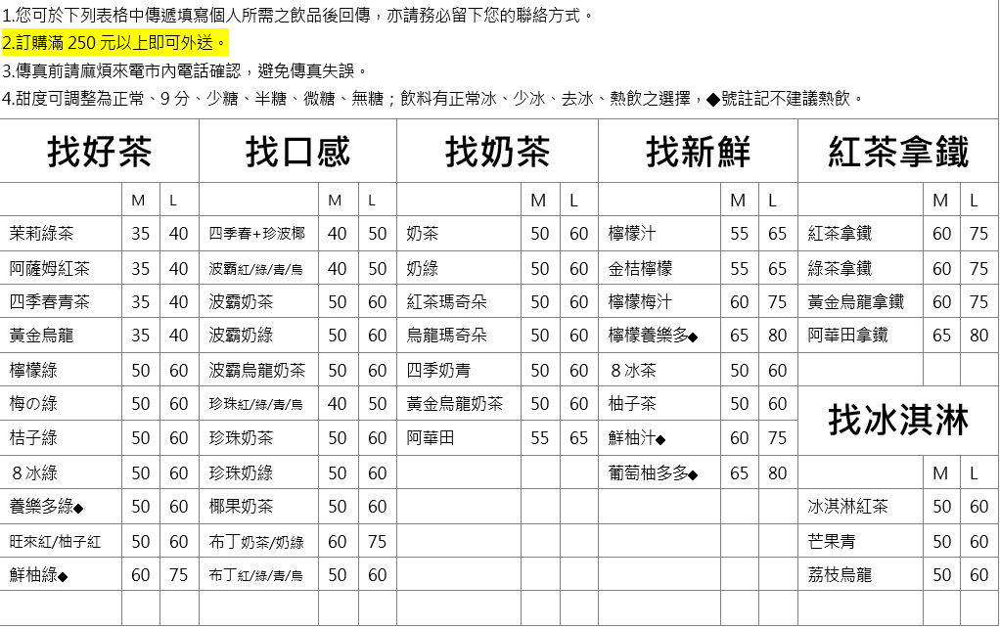 1.您可於下列表格中傳遞填寫個人所需之飲品後回傳，亦請務必留下您的聯絡方式。
2.訂購滿 250 元以上即可外送。
3.傳真前請麻煩來電市內電話確認，避免傳真失誤。
4.甜度可調整為正常、9 分、少糖、半糖、微糖、無糖；飲料有正常冰、少冰、去冰、熱飲之選擇，◆號註記不建議熱飲。
找好茶 找口感 找奶茶 找新鮮 紅茶拿鐵
M L M L M L M L M L
茉莉綠茶 35 40 四季春+珍波椰 40 50 奶茶 50 60 檸檬汁 55 65 紅茶拿鐵 60 75
阿薩姆紅茶 35 40 波霸紅/綠/青/烏 40 50 奶綠 50 60 金桔檸檬 55 65 綠茶拿鐵 60 75
四季春青茶 35 40 波霸奶茶 50 60 紅茶瑪奇朵 50 60 檸檬梅汁 60 75 黃金烏龍拿鐵 60 75
黃金烏龍 35 40 波霸奶綠 50 60 烏龍瑪奇朵 50 60 檸檬養樂多◆ 65 80 阿華田拿鐵 65 80
檸檬綠 50 60 波霸烏龍奶茶 50 60 四季奶青 50 60 ８冰茶 50 60
梅の綠 50 60 珍珠紅/綠/青/烏 40 50 黃金烏龍奶茶 50 60 柚子茶 50 60 找冰淇淋
桔子綠 50 60 珍珠奶茶 50 60 阿華田 55 65 鮮柚汁◆ 60 75
８冰綠 50 60 珍珠奶綠 50 60 葡萄柚多多◆ 65 80 M L
養樂多綠◆ 50 60 椰果奶茶 50 60 冰淇淋紅茶 50 60
旺來紅/柚子紅 50 60 布丁奶茶/奶綠 60 75 芒果青 50 60
鮮柚綠◆ 60 75 布丁紅/綠/青/烏 50 60 荔枝烏龍 50 60